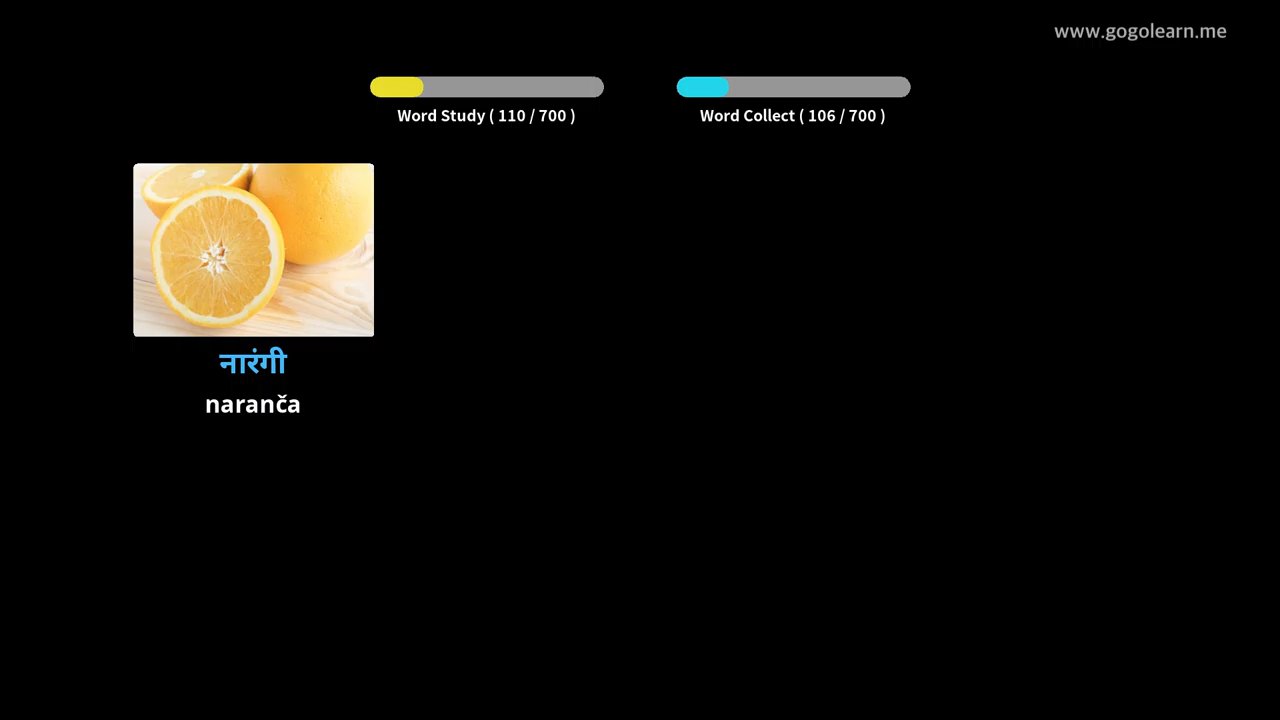 www.gogolearn.me
Word Study ( 110 / 700 )
Word Collect ( 106 / 700 )
नारंगी
naranča